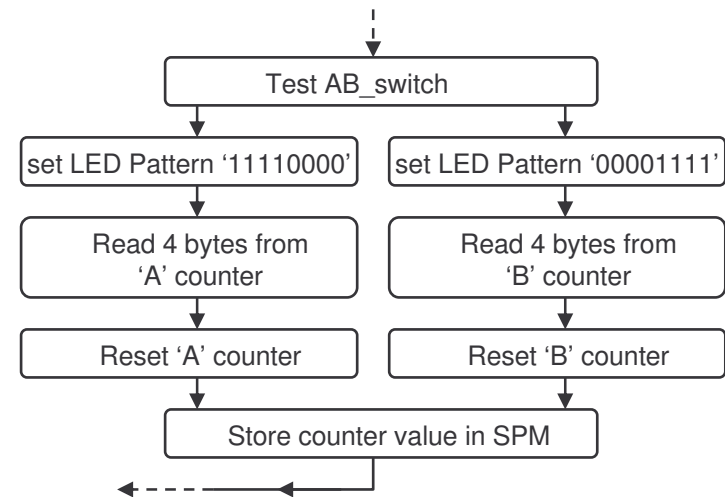 Test AB_switch
set LED Pattern ‘11110000’
set LED Pattern ‘00001111’
Read 4 bytes from
‘A’ counter
Read 4 bytes from
‘B’ counter
Reset ‘A’ counter
Reset ‘B’ counter
Store counter value in SPM